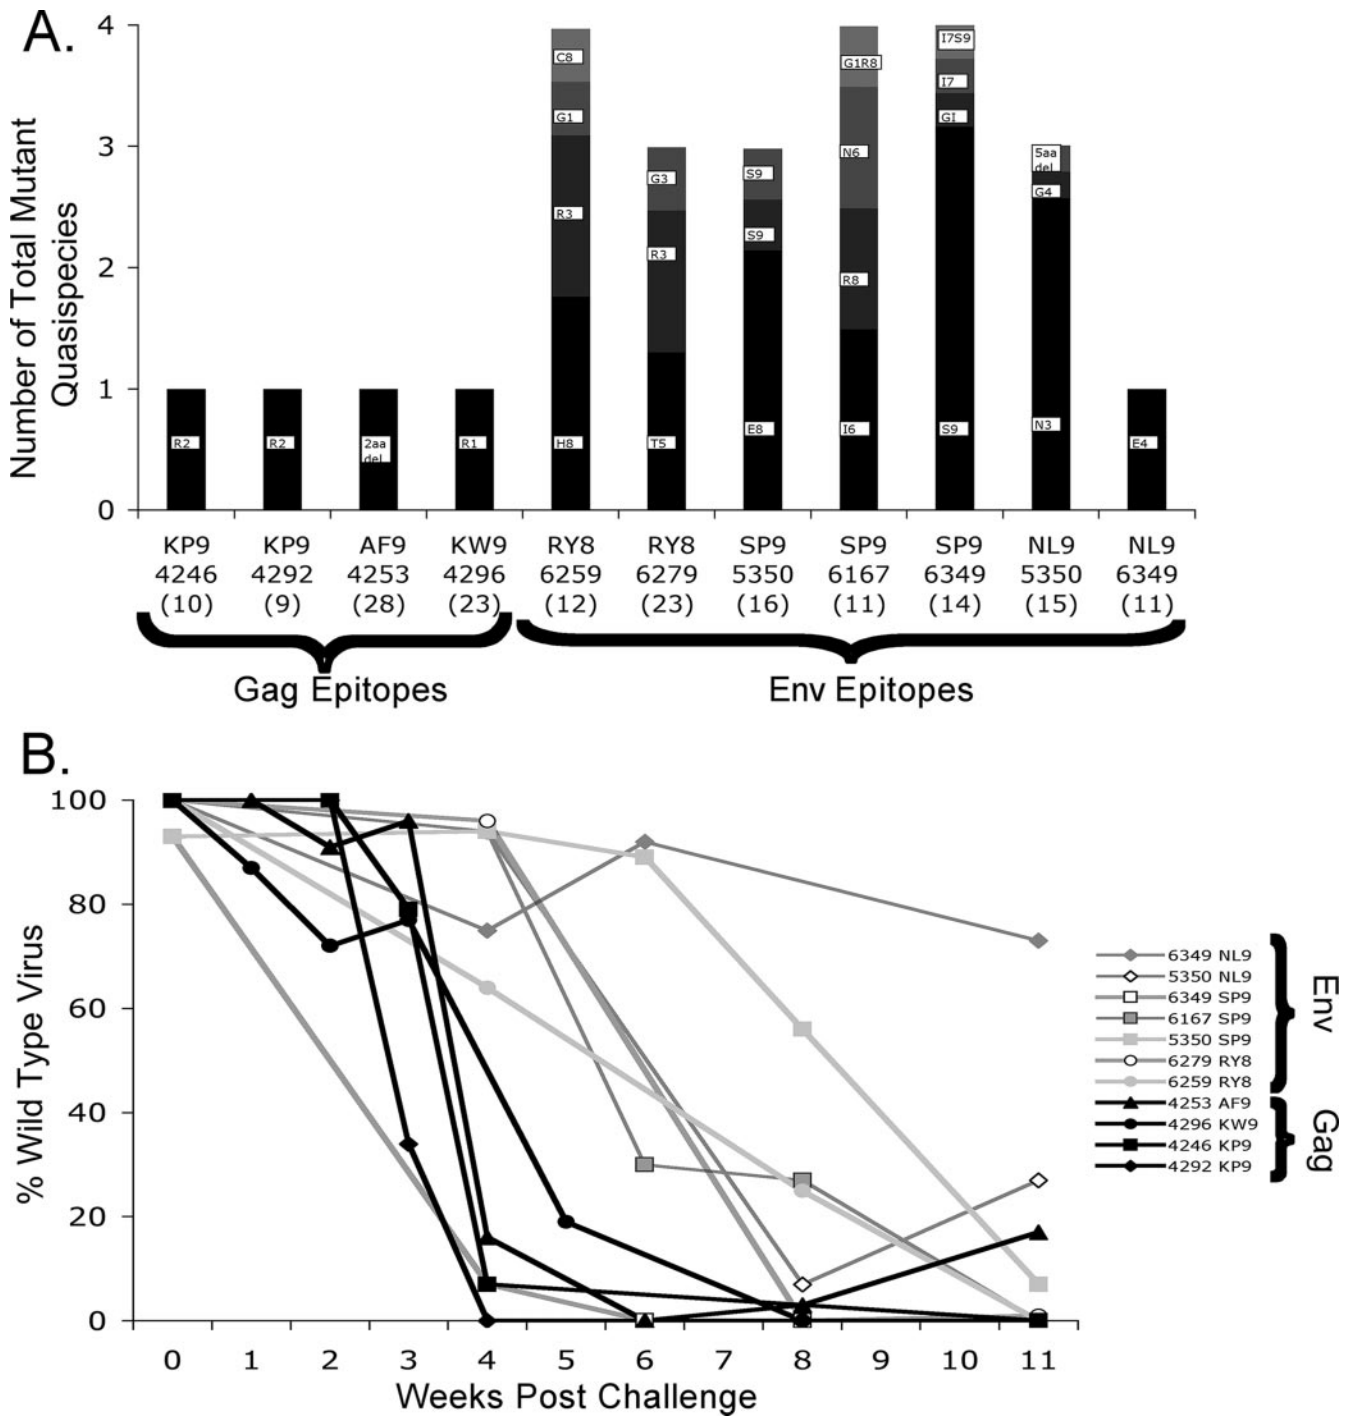 A.
Number of Total Mutant
Quasispecies
4
3
2
1
0
R2
R2
2aa
del
R1
C8
G1
R3
H8
G3
R3
T5
S9
S9
E8
G1R8
N6
R8
I6
I7S9
I7
GI
S9
5aa
del
G4
N3
E4
KP9 KP9 AF9 KW9 RY8 RY8 SP9 SP9 SP9 NL9 NL9
4246 4292 4253 4296 6259 6279 5350 6167 6349 5350 6349
(10) (9) (28) (23) (12) (23) (16) (11) (14) (15) (11)
Gag Epitopes Env Epitopes
B.
% Wild Type Virus
100
80
60
40
20
0
0 1 2 3 4 5 6 7 8 9 10 11
Weeks Post Challenge
6349 NL9
5350 NL9
6349 SP9
6167 SP9
5350 SP9
6279 RY8
6259 RY8
4253 AF9
4296 KW9
4246 KP9
4292 KP9
Env
Gag